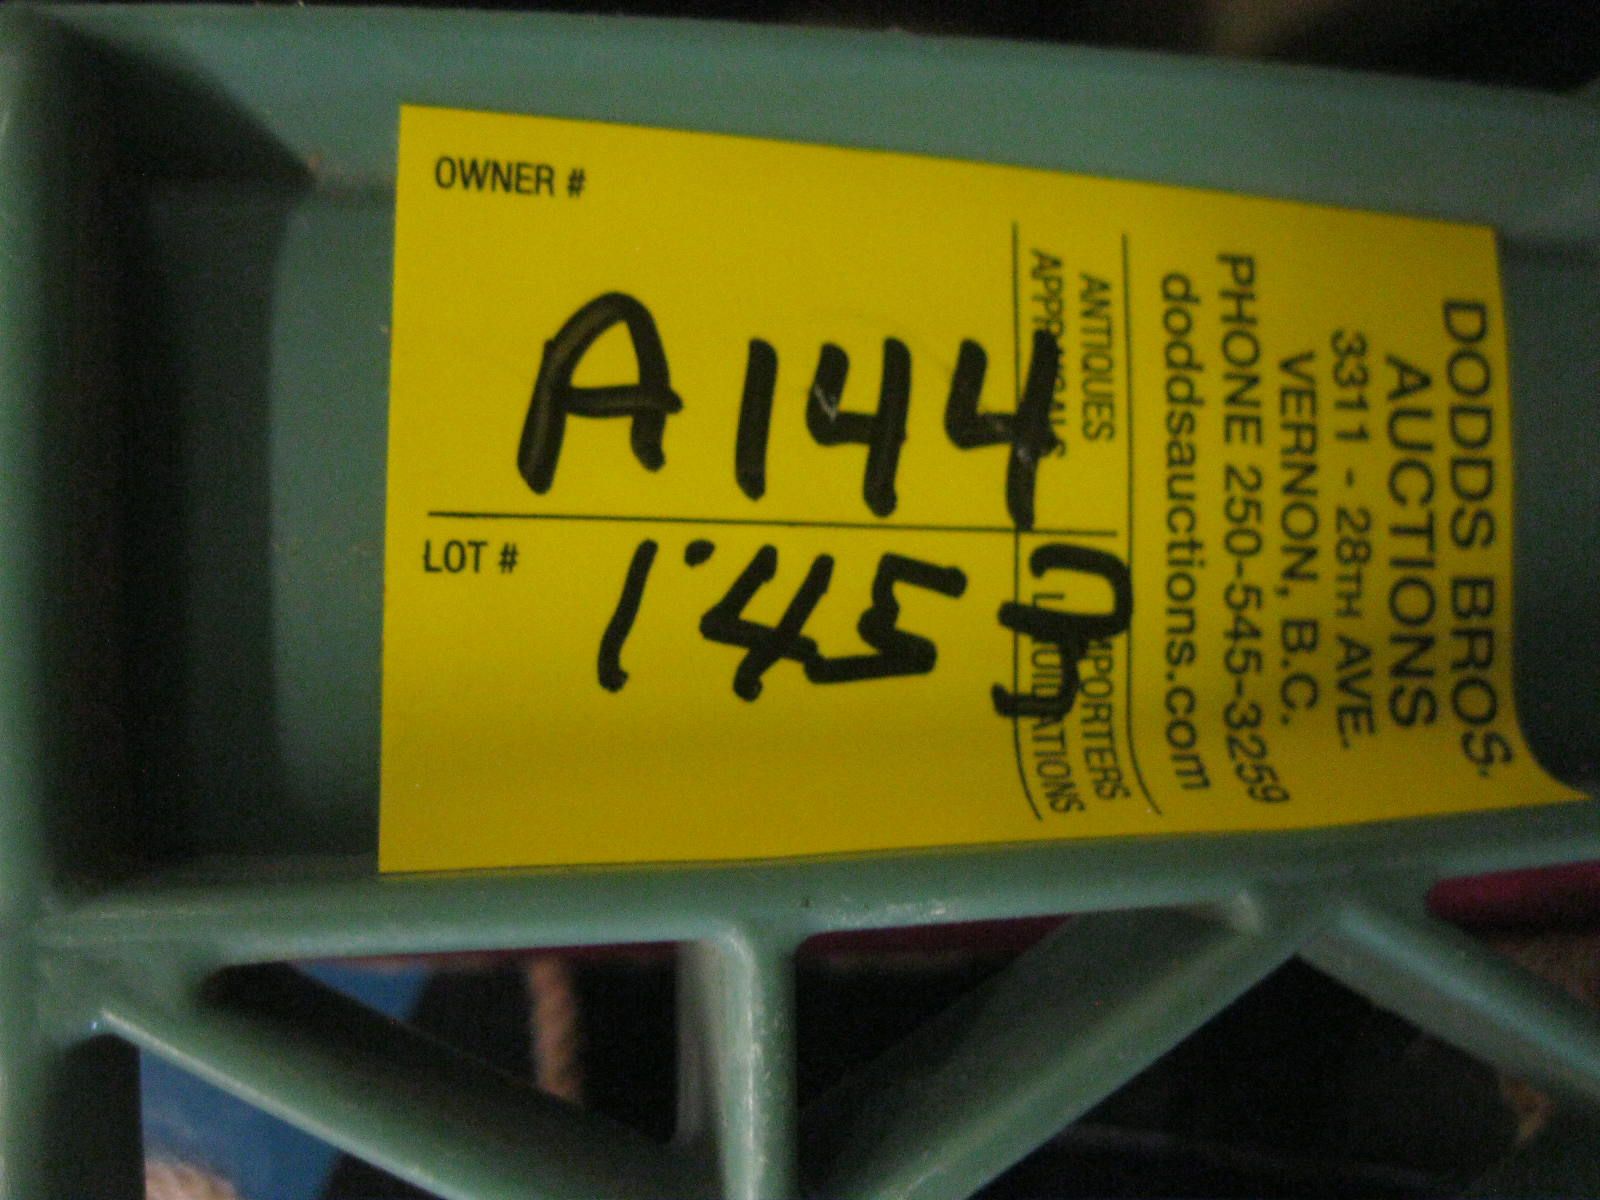 DODDS BROS.
AUCTIONS
3311 - 28TH AVE.
VERNON, B.C.
PHONE 250-545-3259
doddsauctions.com
ANTIQUES IMPORTERS
APPRAISALS LIQUIDATIONS
OWNER #
A144
LOT #